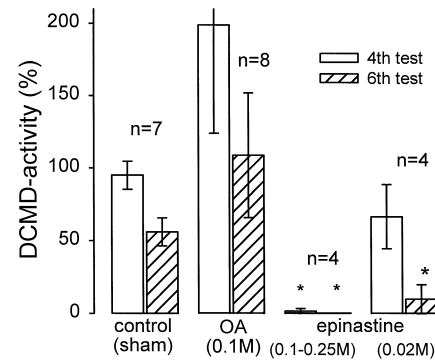 DCMD-activity (%)
200
150
100
50
0
4th test
6th test
n=7
n=8
n=4
n=4
* *
*
control
(sham)
OA
(0.1M)
epinastine
(0.1-0.25M) (0.02M)